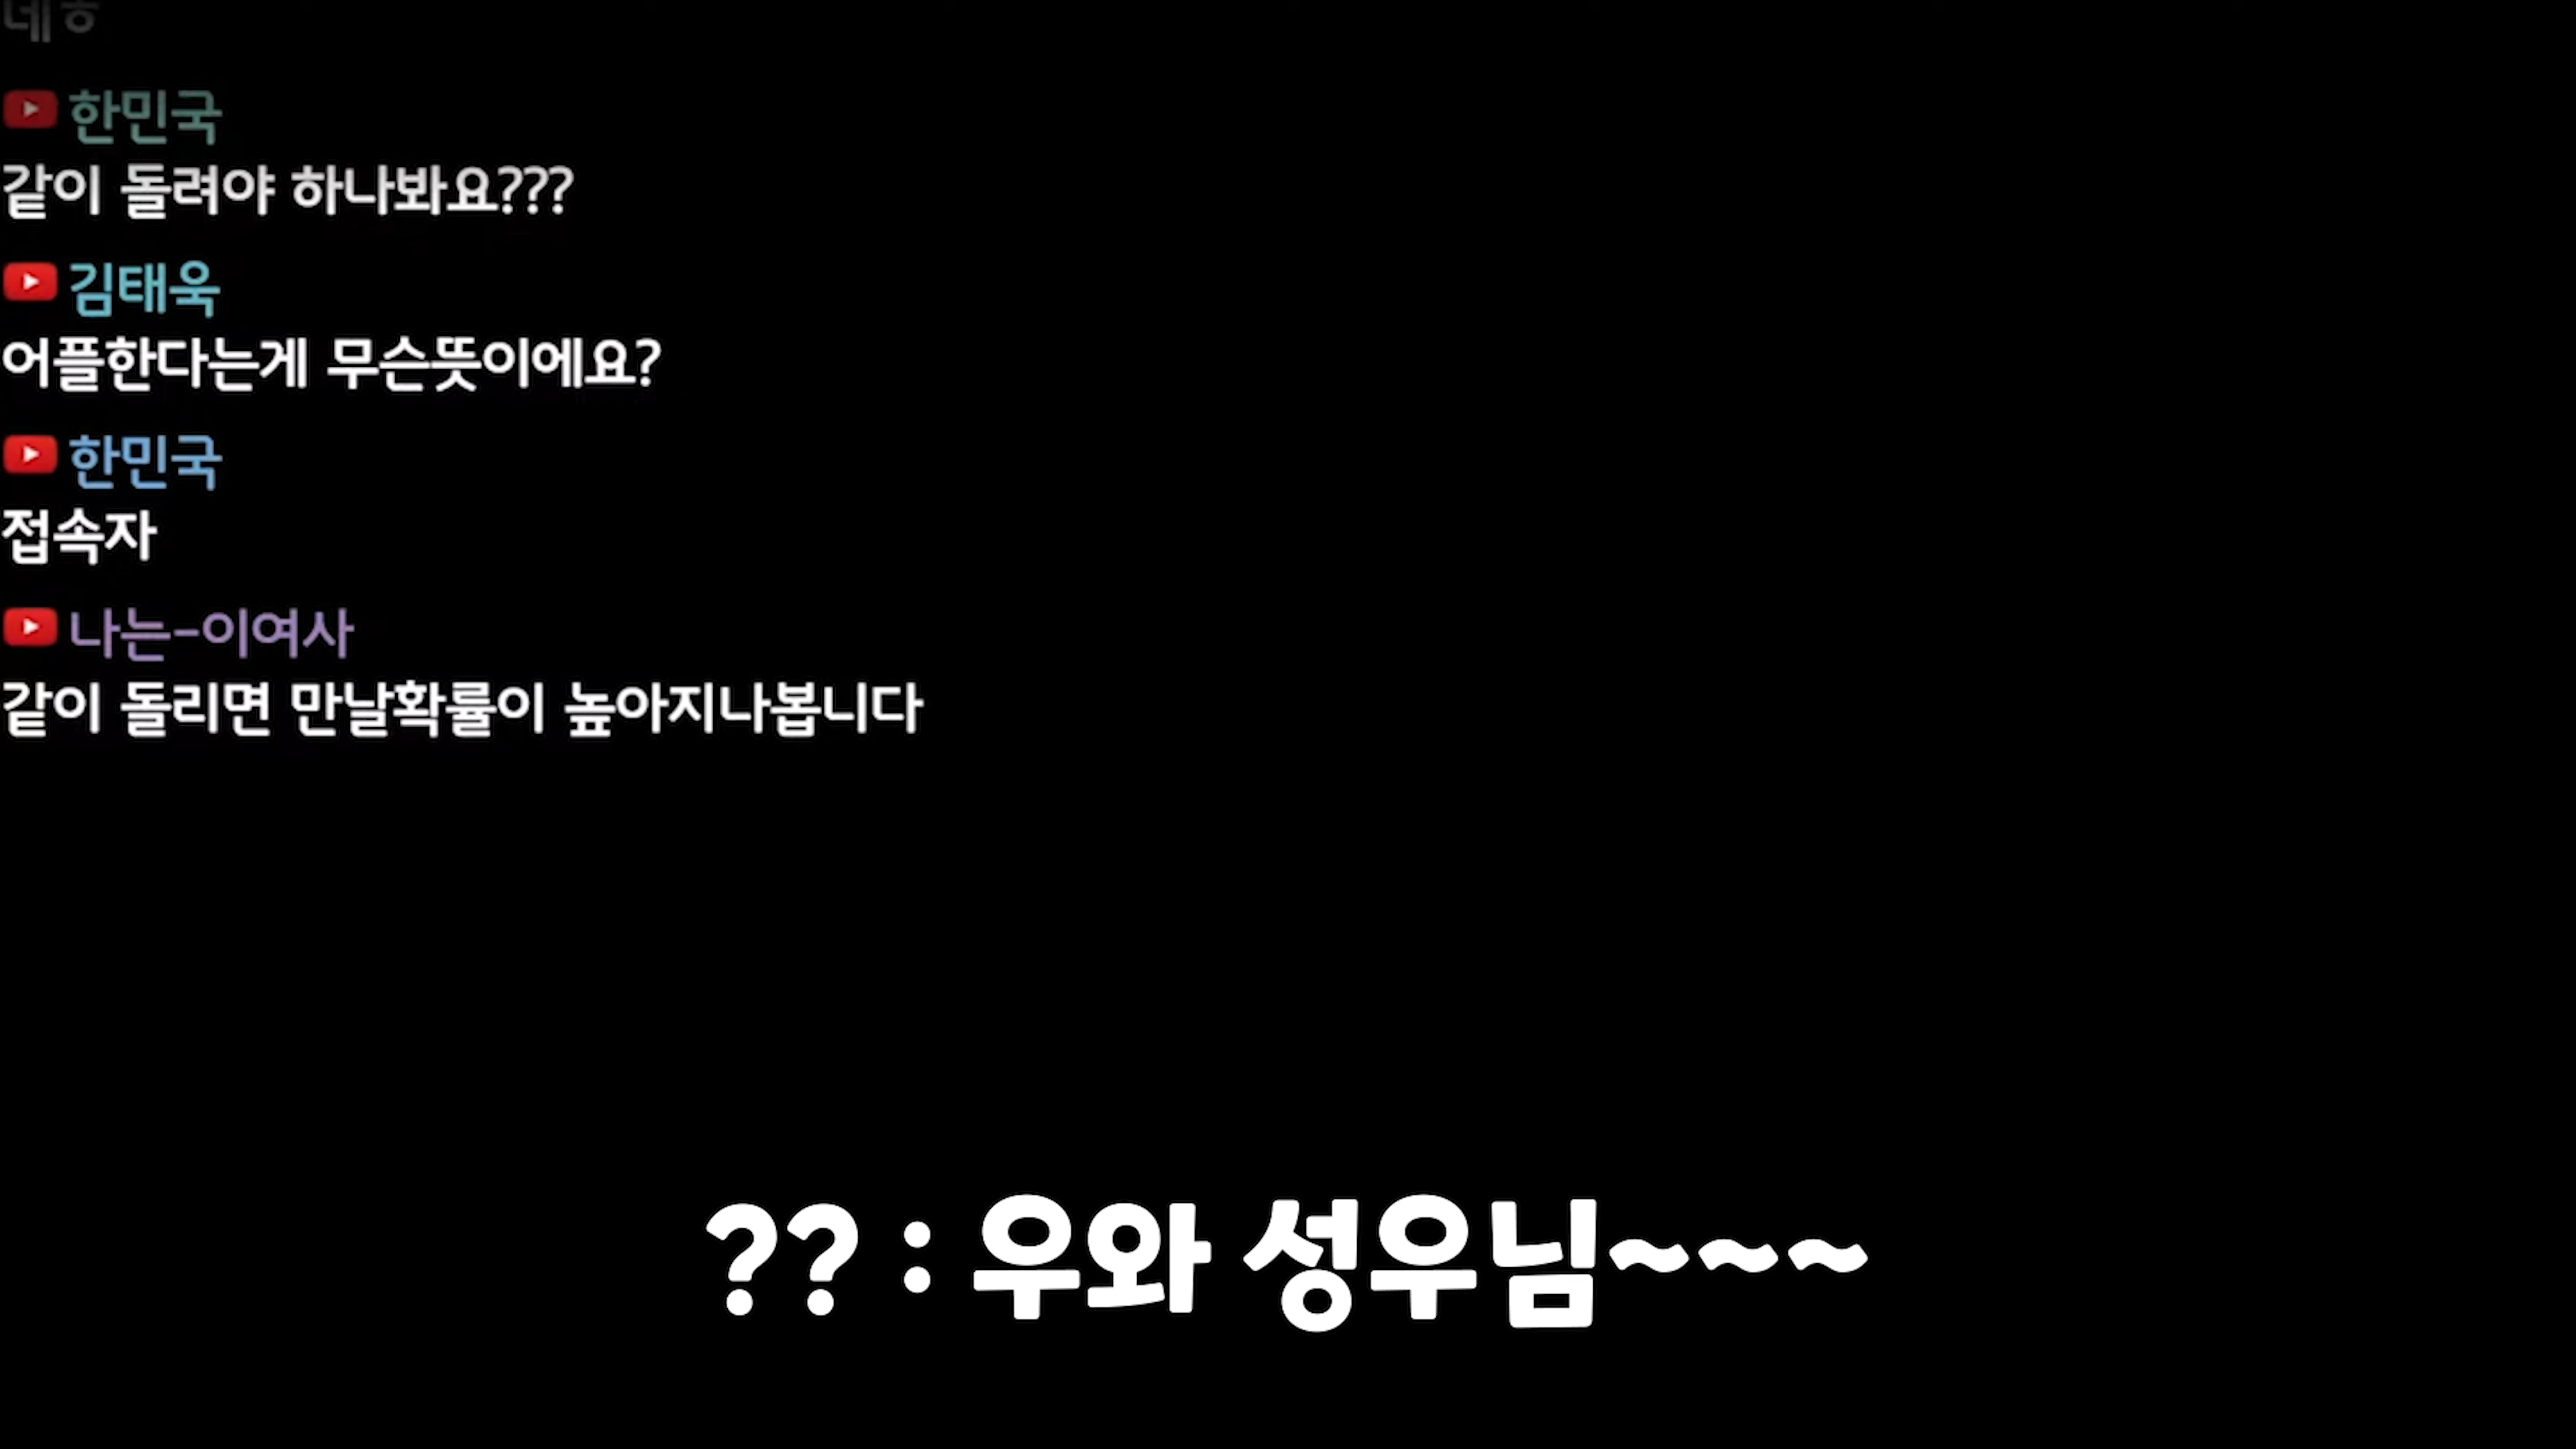 네ㅎ
한민국
같이 돌려야 하나봐요???
김태욱
어플한다는게 무슨뜻이에요?
한민국
접속자
나는-이여사
같이 돌리면 만날확률이 높아지나봅니다
?? : 우와 성우님~~~